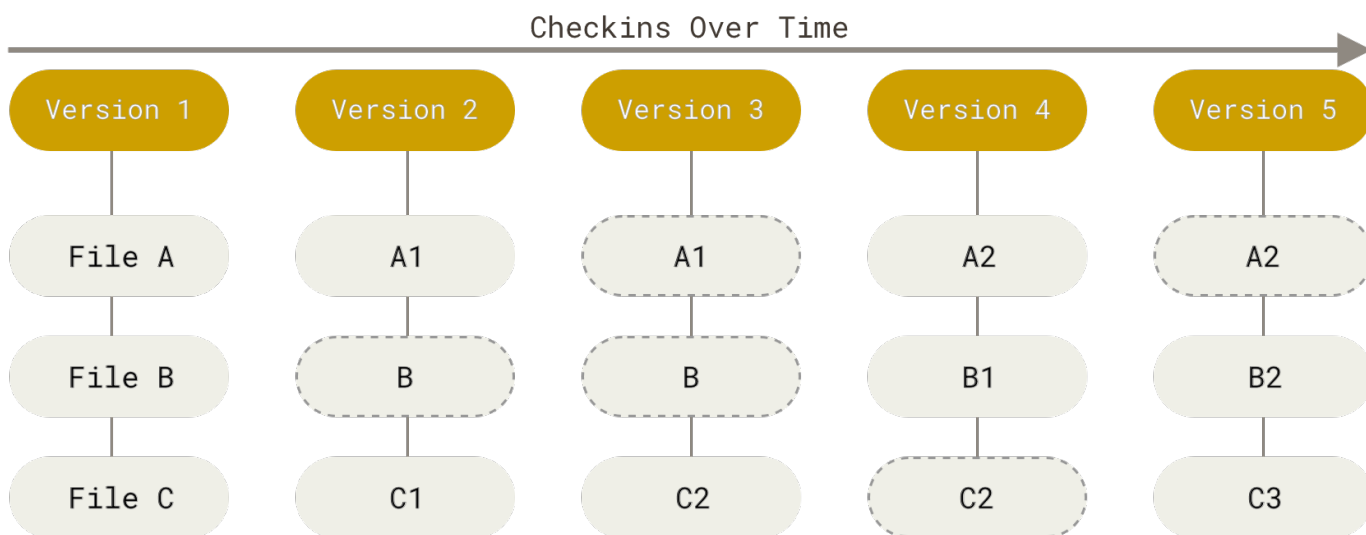 Checkins Over Time
Version 1 Version 2 Version 3 Version 4 Version 5
File A A1 A1 A2 A2
File B B B B1 B2
File C C1 C2 C2 C3